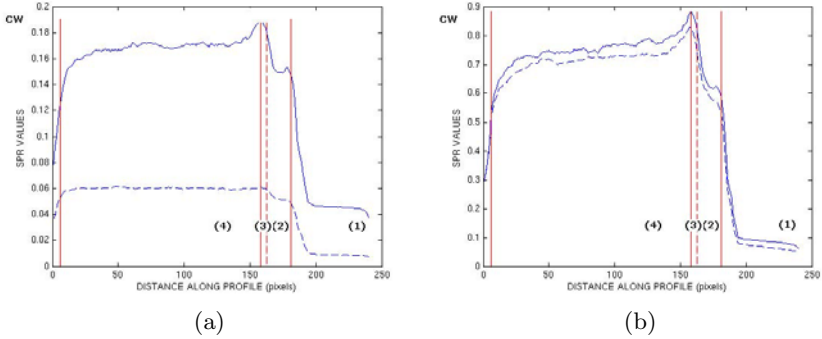 CW
0.2
0.18
0.16
0.14
0.12
0.1
0.08
0.06
0.04
0.02
0
SPR VALUES
(4) (3) (2) (1)
0 50 100 150 200 250
DISTANCE ALONG PROFILE (pixels)
(a)
CW
0.9
0.8
0.7
0.6
0.5
0.4
0.3
0.2
0.1
0
SPR VALUES
(4) (3) (2) (1)
0 50 100 150 200 250
DISTANCE ALONG PROFILE (pixels)
(b)